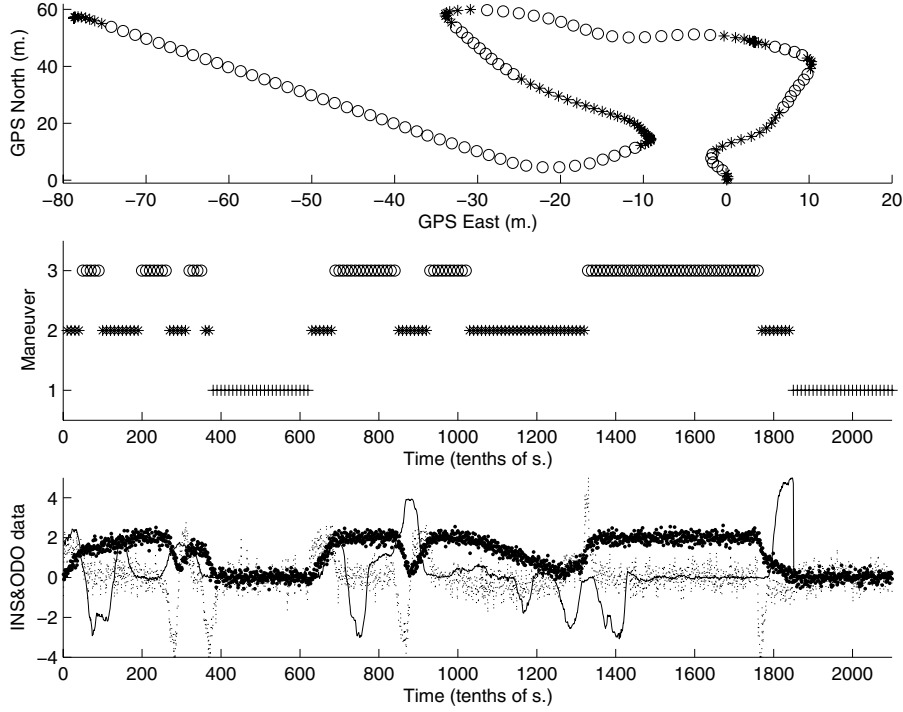 60
40
20
0
GPS North (m.)
−80 −70 −60 −50 −40 −30 −20 −10 0 10 20
GPS East (m.)
3
2
1
Maneuver
0 200 400 600 800 1000 1200 1400 1600 1800 2000
Time (tenths of s.)
4
2
0
−2
−4
INS&ODO data
0 200 400 600 800 1000 1200 1400 1600 1800 2000
Time (tenths of s.)